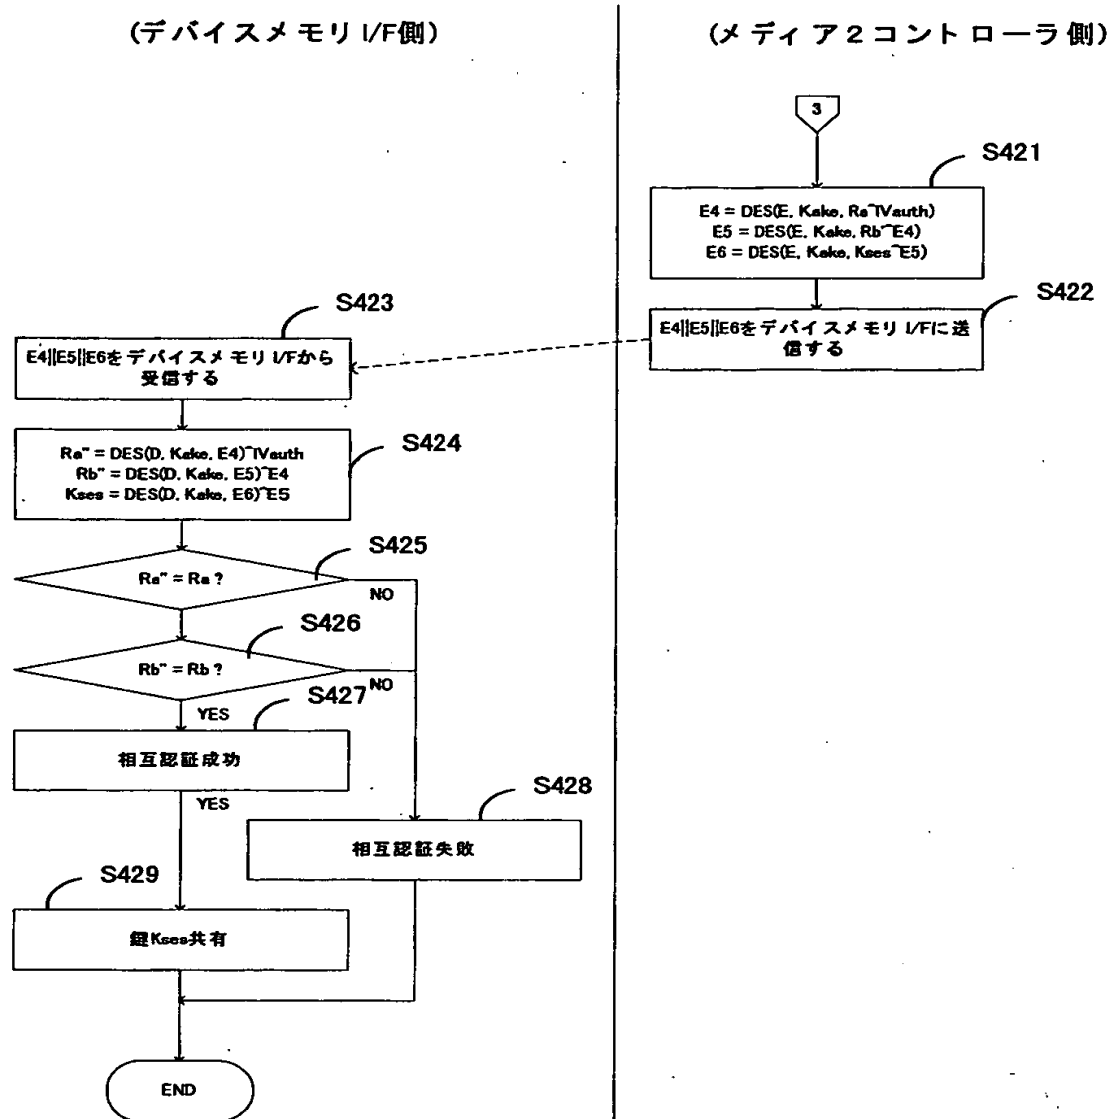 (デバイスメモリI/F側)
(メディア2コントローラ側)
3
S421
E4 = DES(E, Kake, Ra^IVauth)
E5 = DES(E, Kake, Rb^E4)
E6 = DES(E, Kake, Kses^E5)
S422
E4||E5||E6をデバイスメモリI/Fに送
信する
S423
E4||E5||E6をデバイスメモリI/Fから
受信する
S424
Ra" = DES(D, Kake, E4)^IVauth
Rb" = DES(D, Kake, E5)^E4
Kses = DES(D, Kake, E6)^E5
S425
Ra" = Ra ?
NO
S426
Rb" = Rb ?
NO
YES
S427
相互認証成功
YES
S428
相互認証失敗
S429
鍵Kses共有
END